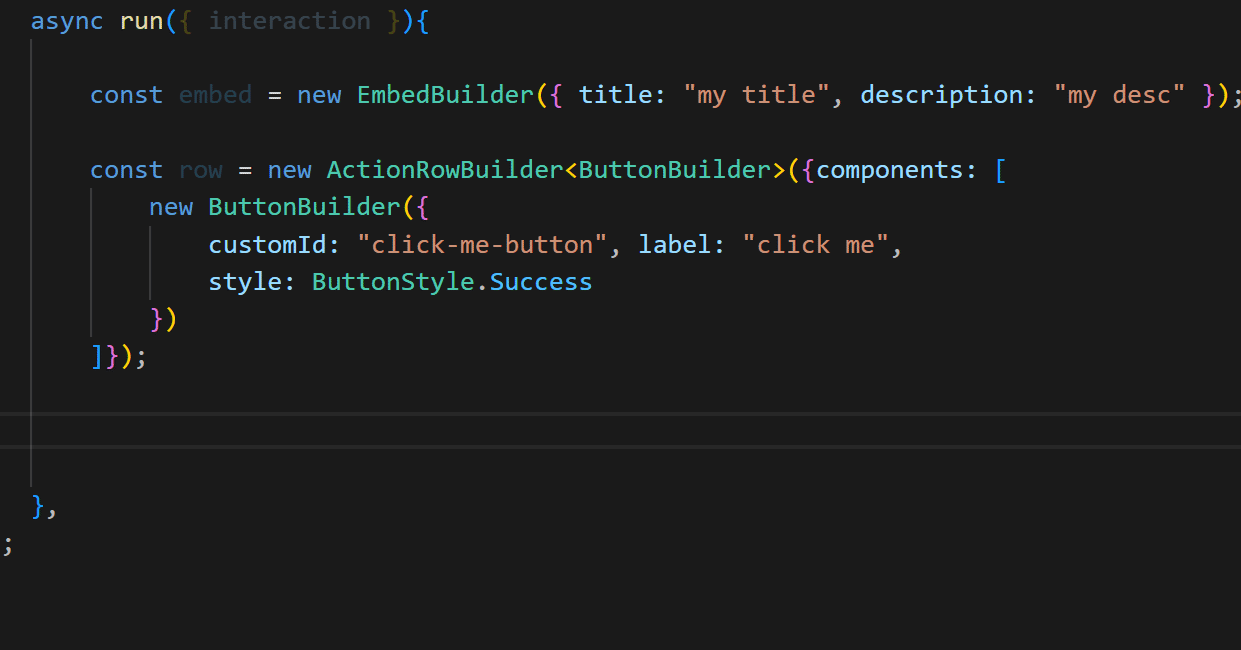 async run({ interaction }){
const embed = new EmbedBuilder({ title: "my title", description: "my desc" });
const row = new ActionRowBuilder<ButtonBuilder>({components: [
new ButtonBuilder({
customId: "click-me-button", label: "click me",
style: ButtonStyle.Success
})
]});
},
;